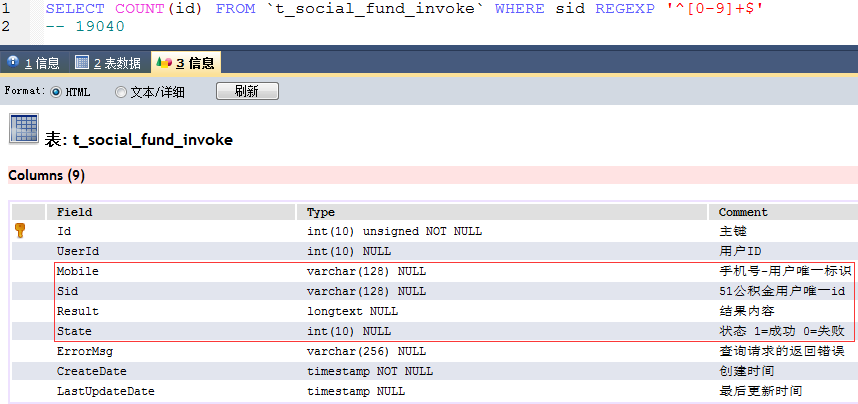 1 SELECT COUNT(id) FROM `t_social_fund_invoke` WHERE sid REGEXP '^[0-9]+$'
2 -- 19040
1 信息 2 表数据 3 信息
Format: HTML 文本/详细 刷新
表: t_social_fund_invoke
Columns (9)
Field Type Comment
Id int(10) unsigned NOT NULL 主键
UserId int(10) NULL 用户ID
Mobile varchar(128) NULL 手机号-用户唯一标识
Sid varchar(128) NULL 51公积金用户唯一id
Result longtext NULL 结果内容
State int(10) NULL 状态 1=成功 0=失败
ErrorMsg varchar(256) NULL 查询请求的返回错误
CreateDate timestamp NOT NULL 创建时间
LastUpdateDate timestamp NULL 最后更新时间